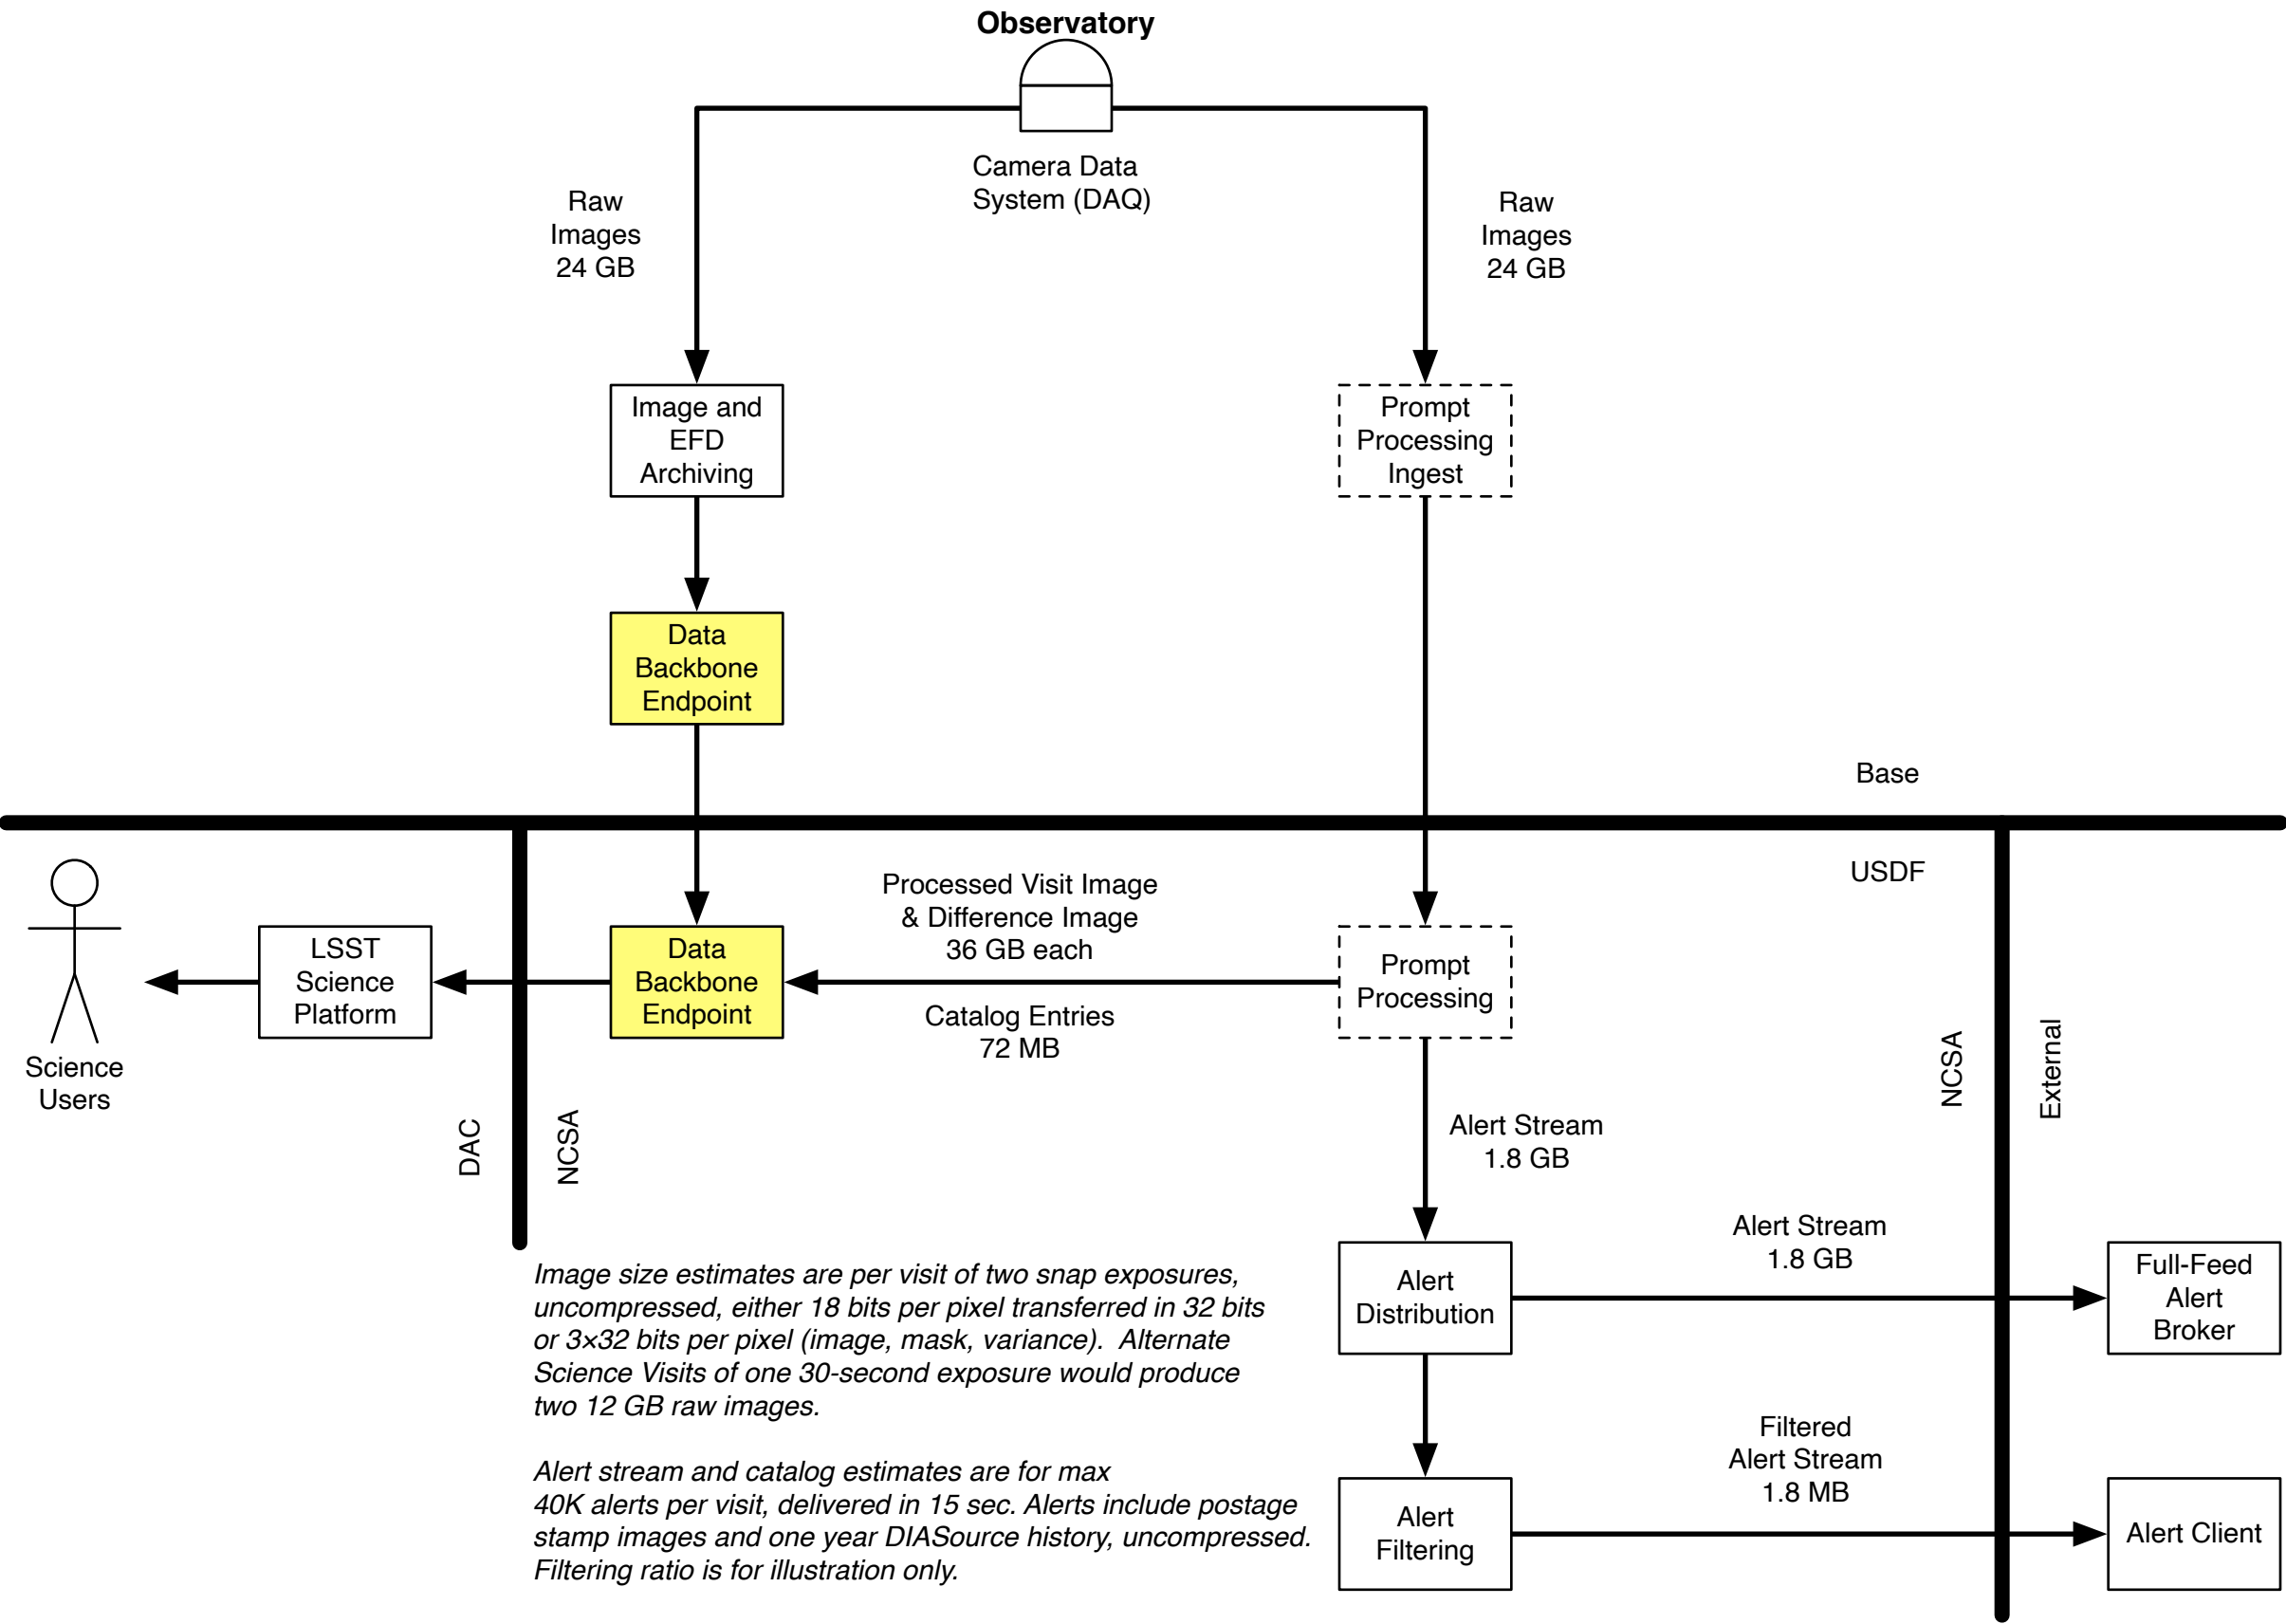 Observatory
Camera Data
System (DAQ)
Raw
Images
24 GB
Raw
Images
24 GB
Image and
EFD
Archiving
Prompt
Processing
Ingest
Data
Backbone
Endpoint
Base
USDF
Science
Users
LSST
Science
Platform
Data
Backbone
Endpoint
Processed Visit Image
& Difference Image
36 GB each
Catalog Entries
72 MB
Prompt
Processing
DAC
NCSA
NCSA
External
Alert Stream
1.8 GB
Alert
Distribution
Alert Stream
1.8 GB
Full-Feed
Alert
Broker
Image size estimates are per visit of two snap exposures,
uncompressed, either 18 bits per pixel transferred in 32 bits
or 3×32 bits per pixel (image, mask, variance).  Alternate
Science Visits of one 30-second exposure would produce
two 12 GB raw images.
Alert stream and catalog estimates are for max
40K alerts per visit, delivered in 15 sec. Alerts include postage
stamp images and one year DIASource history, uncompressed.
Filtering ratio is for illustration only.
Alert
Filtering
Filtered
Alert Stream
1.8 MB
Alert Client